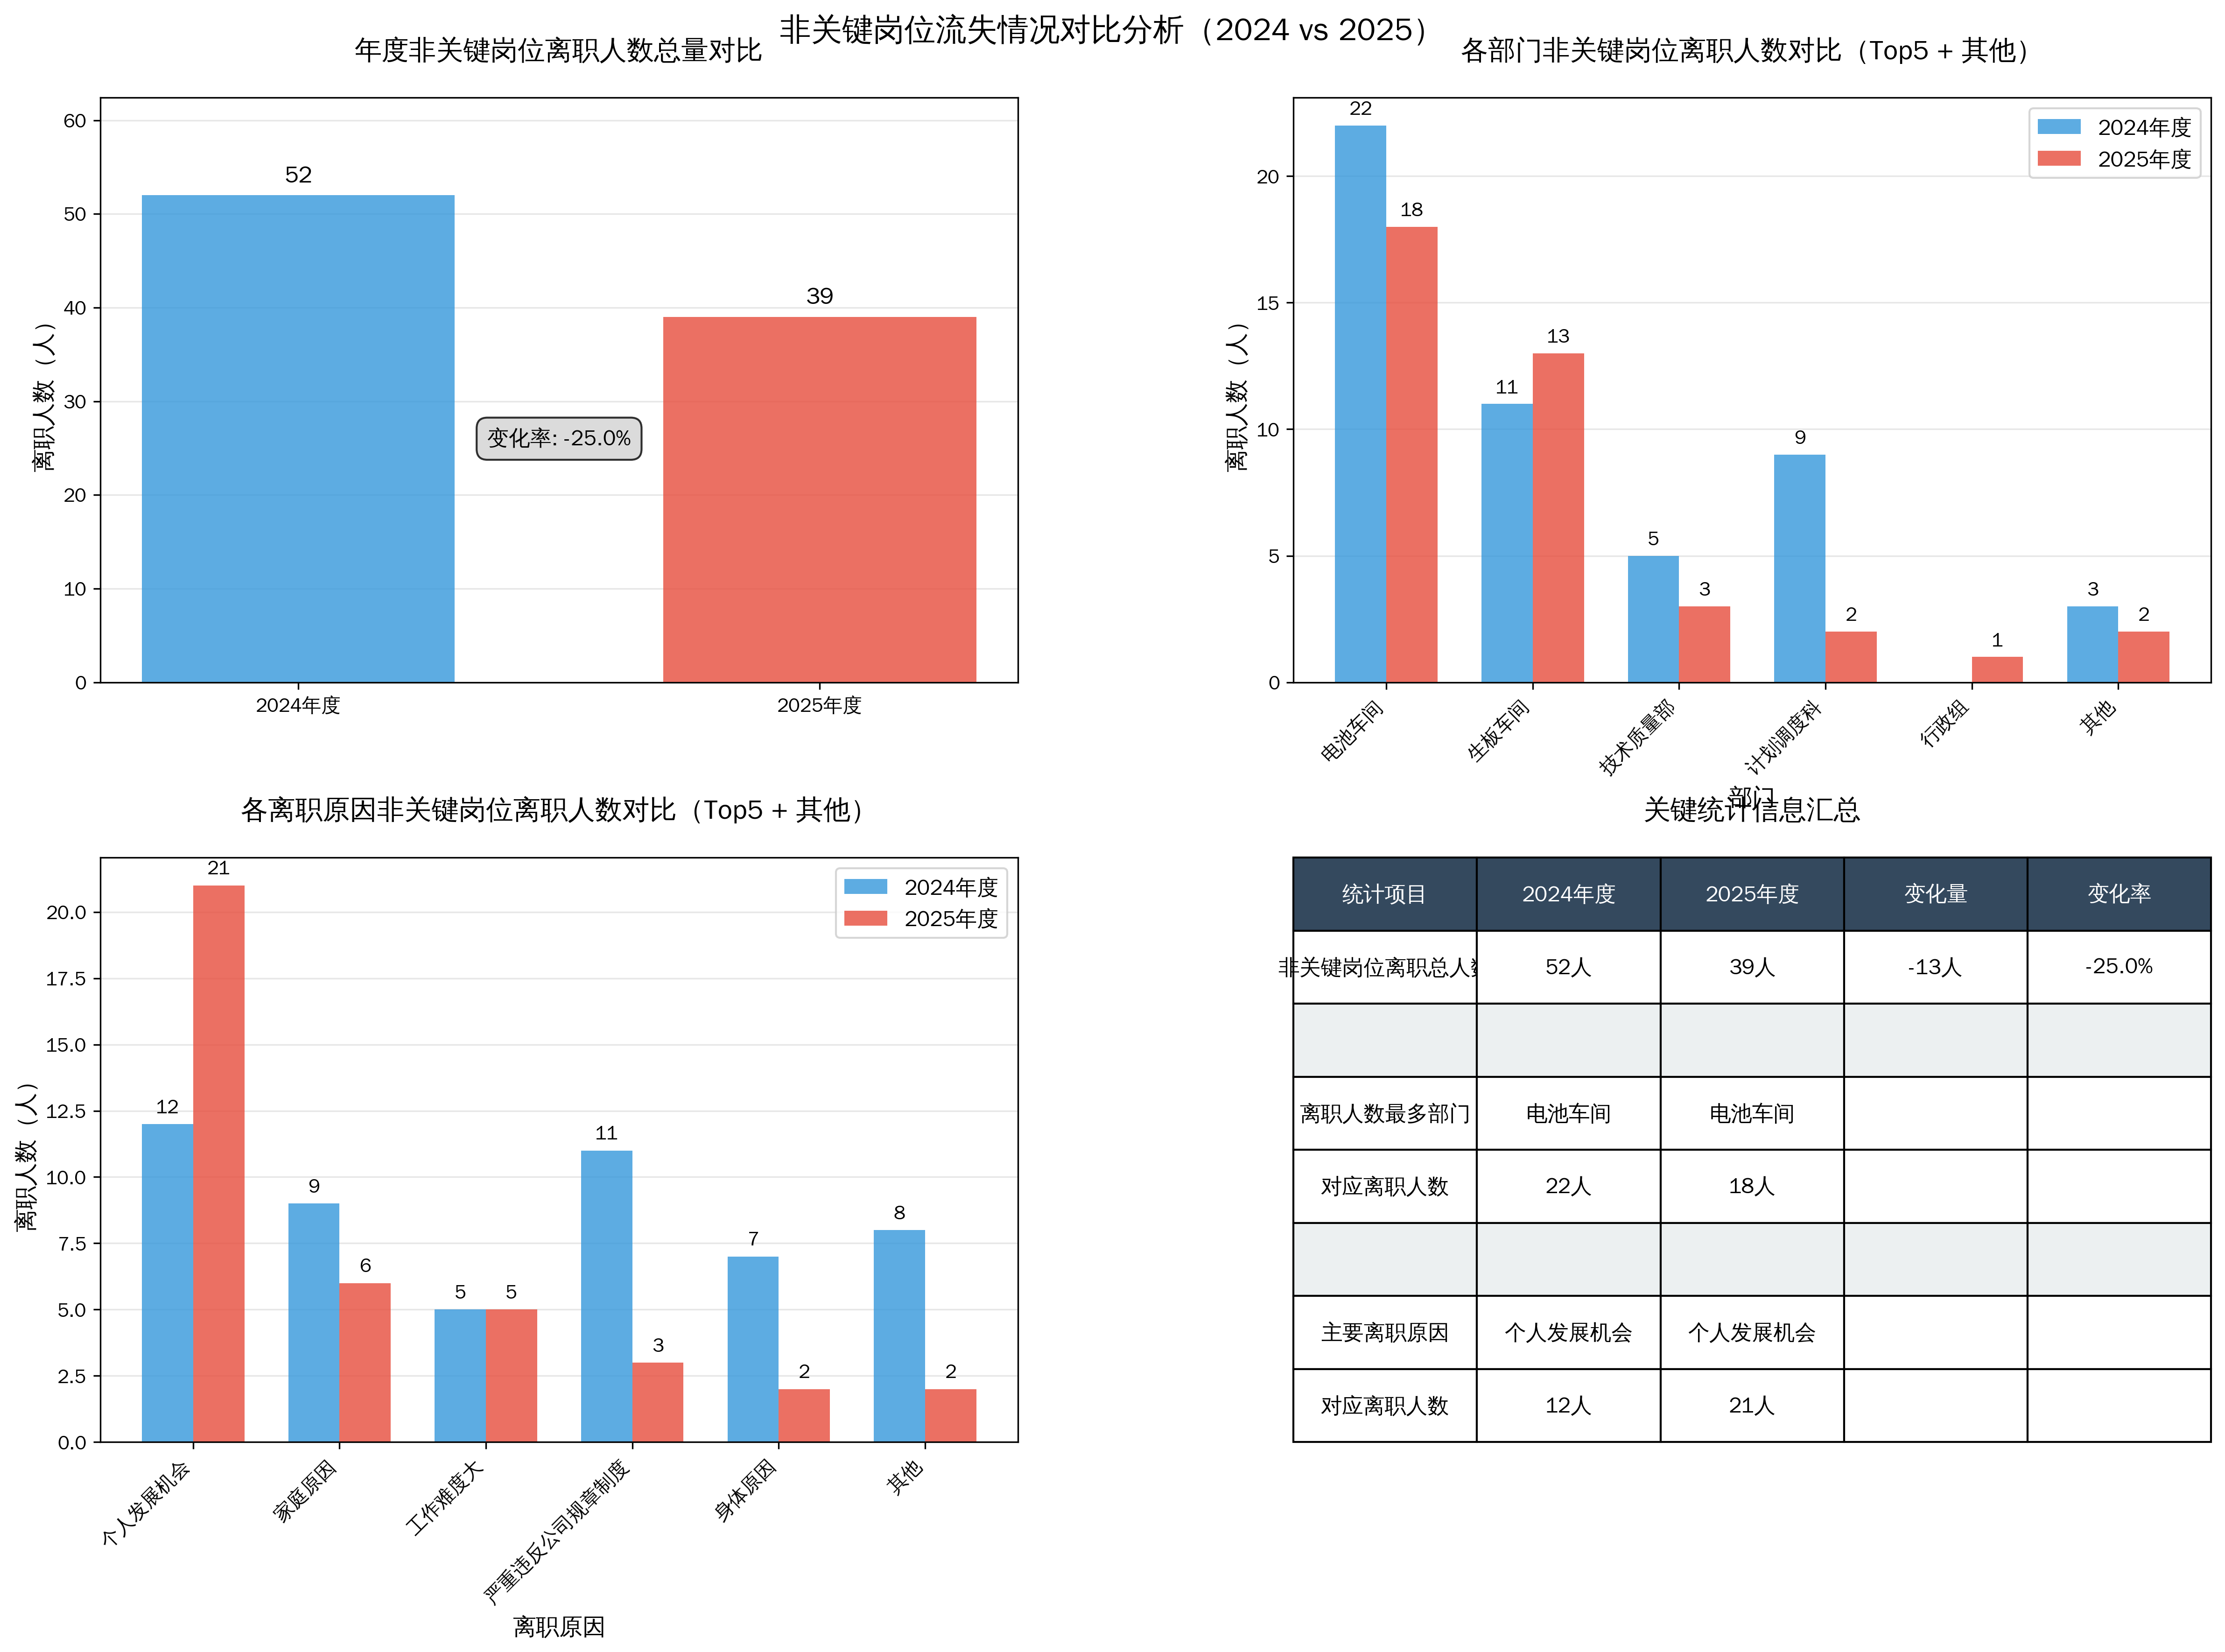 非关键岗位流失情况对比分析（2024 vs 2025）
年度非关键岗位离职人数总量对比
离职人数（人）
60
50
40
30
20
10
0
52
39
变化率: -25.0%
2024年度
2025年度
各部门非关键岗位离职人数对比（Top5 + 其他）
离职人数（人）
20
15
10
5
0
2024年度
2025年度
22
18
11
13
5
3
9
2
1
3
2
电池车间
生板车间
技术质量部
计划调度科
行政组
其他
部门
各离职原因非关键岗位离职人数对比（Top5 + 其他）
离职人数（人）
20.0
17.5
15.0
12.5
10.0
7.5
5.0
2.5
0.0
2024年度
2025年度
12
21
9
6
5
5
11
3
7
2
8
2
个人发展机会
家庭原因
工作难度大
严重违反公司规章制度
身体原因
其他
离职原因
关键统计信息汇总
统计项目 2024年度 2025年度 变化量 变化率
非关键岗位离职总人数 52人 39人 -13人 -25.0%
离职人数最多部门 电池车间 电池车间
对应离职人数 22人 18人
主要离职原因 个人发展机会 个人发展机会
对应离职人数 12人 21人